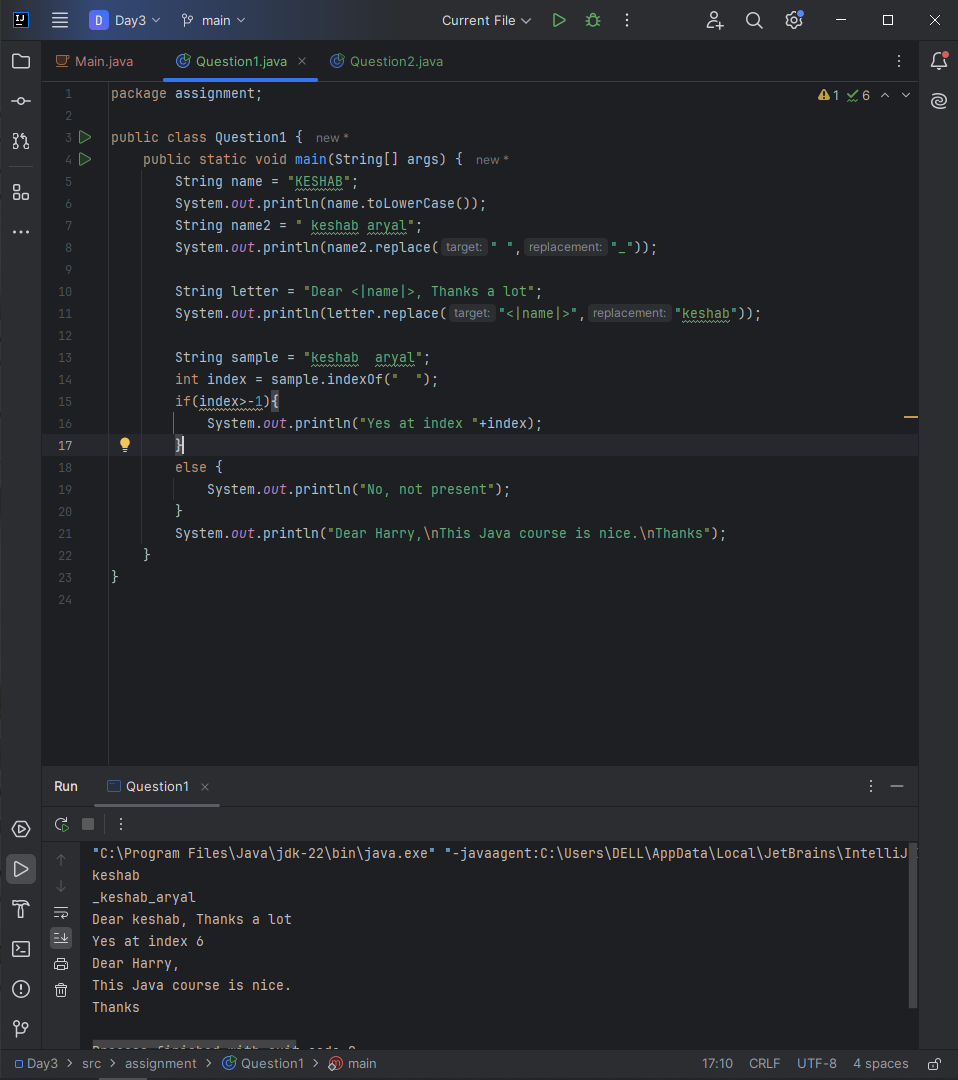 D Day3 main Current File
Main.java Question1.java Question2.java
1 package assignment; 1 6
2
3 public class Question1 { new *
4 public static void main(String[] args) { new *
5 String name = "KESHAB";
6 System.out.println(name.toLowerCase());
7 String name2 = " keshab aryal";
8 System.out.println(name2.replace( target: " ", replacement: "_"));
9
10 String letter = "Dear <|name|>, Thanks a lot";
11 System.out.println(letter.replace( target: "<|name|>", replacement: "keshab"));
12
13 String sample = "keshab  aryal";
14 int index = sample.indexOf("  ");
15 if(index>-1){
16 System.out.println("Yes at index "+index);
17 }
18 else {
19 System.out.println("No, not present");
20 }
21 System.out.println("Dear Harry,\nThis Java course is nice.\nThanks");
22 }
23 }
24
Run Question1
"C:\Program Files\Java\jdk-22\bin\java.exe" "-javaagent:C:\Users\DELL\AppData\Local\JetBrains\IntelliJ
keshab
_keshab_aryal
Dear keshab, Thanks a lot
Yes at index 6
Dear Harry,
This Java course is nice.
Thanks
Process finished with exit code 0
Day3 > src > assignment > Question1 > main 17:10 CRLF UTF-8 4 spaces